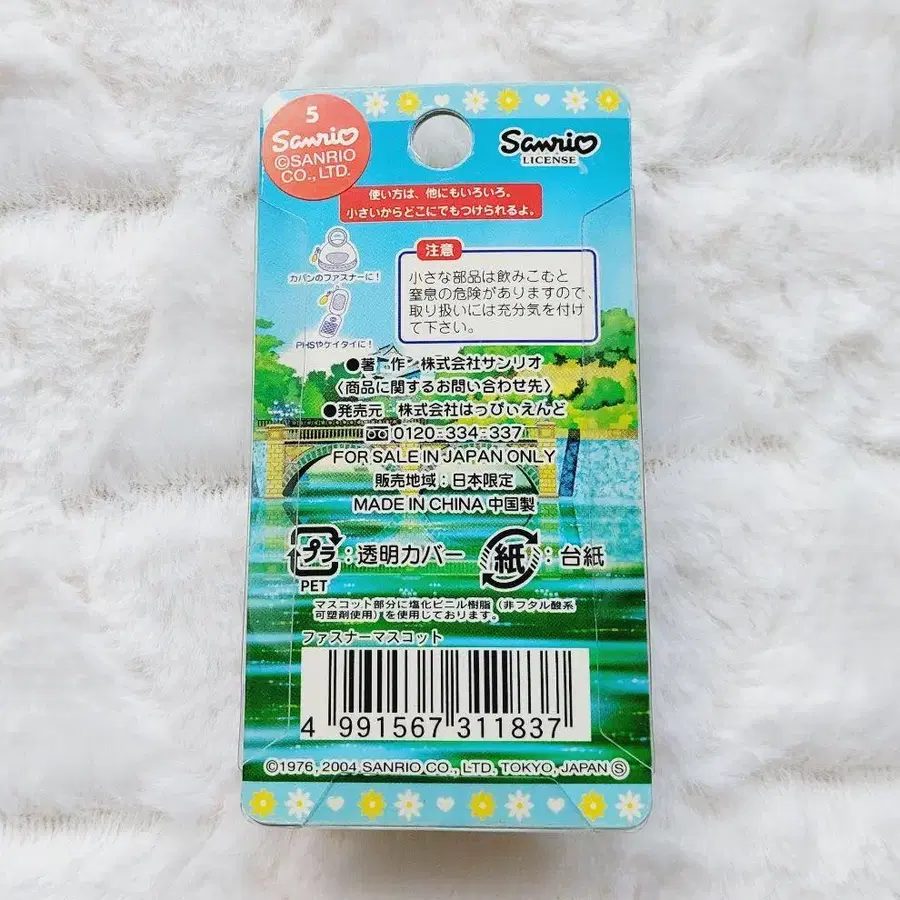 5
Sanrio
©SANRIO
CO., LTD.
Sanrio
LICENSE
使い方は、他にもいろいろ。
小さいからどこにでもつけられるよ。
カバンのファスナーに!
PHSやケイタイに!
注意
小さな部品は飲みこむと
窒息の危険がありますので、
取り扱いには充分気を付け
て下さい。
●著 作 株式会社サンリオ
〈商品に関するお問い合わせ先〉
●発売元 株式会社はっぴぃえんど
0120-334-337
FOR SALE IN JAPAN ONLY
販売地域:日本限定
MADE IN CHINA 中国製
プラ:透明カバー
PET
紙:台紙
マスコット部分に塩化ビニル樹脂(非フタル酸系
可塑剤使用)を使用しております。
ファスナーマスコット
4 991567 311837
©1976, 2004 SANRIO CO., LTD. TOKYO, JAPAN Ⓢ